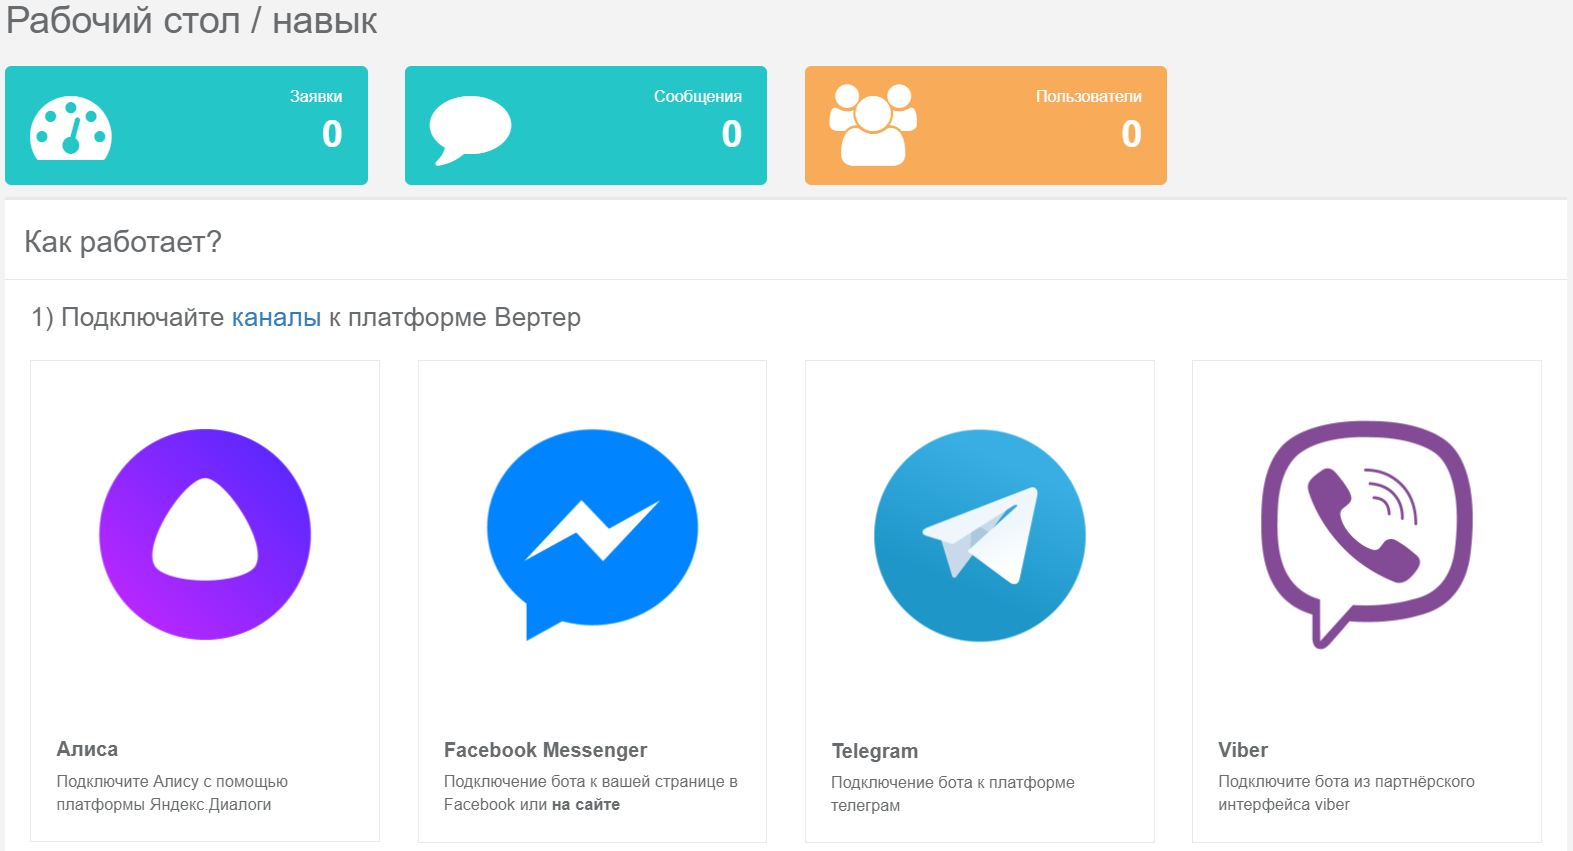 Рабочий стол / навык
Заявки
0
Сообщения
0
Пользователи
0
Как работает?
1) Подключайте каналы к платформе Вертер
Алиса
Подключите Алису с помощью
платформы Яндекс.Диалоги
Facebook Messenger
Подключение бота к вашей странице в
Facebook или на сайте
Telegram
Подключение бота к платформе
телеграм
Viber
Подключите бота из партнёрского
интерфейса viber